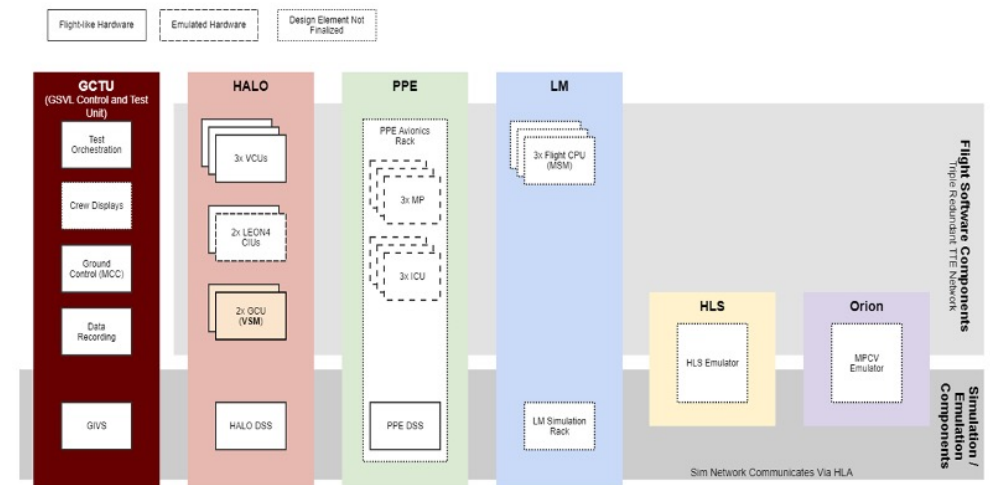 Flight-like Hardware
Emulated Hardware
Design Element Not
Finalized
GCTU
(GSVL Control and Test
Unit)
Test
Orchestration
Crew Displays
Ground
Control (MCC)
Data
Recording
GIVS
HALO
3x VCUs
2x LEON4
CIUs
2x GCU
(VSM)
HALO DSS
PPE
PPE Avionics
Rack
3x MP
3x ICU
PPE DSS
LM
3x Flight CPU
(MSM)
LM Simulation
Rack
HLS
HLS Emulator
Orion
MPCV
Emulator
Flight Software Components
Triple Redundant TTE Network
Simulation /
Emulation
Components
Sim Network Communicates Via HLA